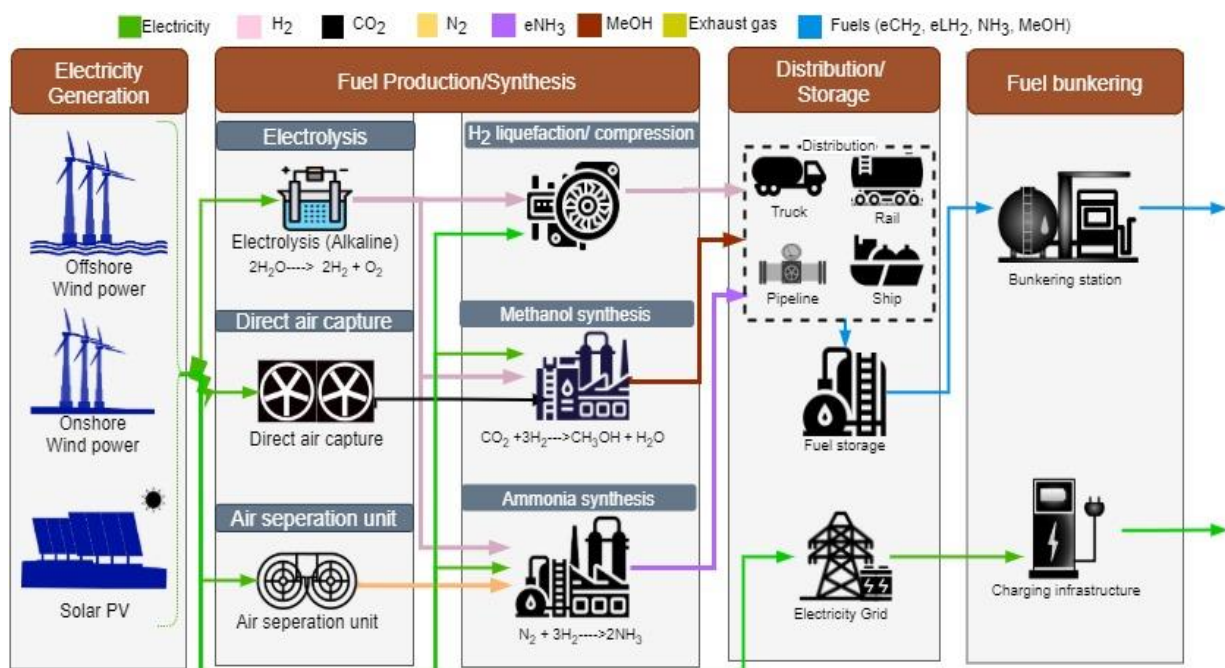 Electricity
H2
CO2
N2
eNH3
MeOH
Exhaust gas
Fuels (eCH2, eLH2, NH3, MeOH)
Electricity
Generation
Fuel Production/Synthesis
Distribution/
Storage
Fuel bunkering
Offshore
Wind power
Onshore
Wind power
Solar PV
Electrolysis
Electrolysis (Alkaline)
2H2O----> 2H2 + O2
Direct air capture
Direct air capture
Air seperation unit
Air seperation unit
H2 liquefaction/ compression
Methanol synthesis
CO2 +3H2--->CH3OH + H2O
Ammonia synthesis
N2 + 3H2---->2NH3
Distribution
Truck
Rail
Pipeline
Ship
Fuel storage
Electricity Grid
Bunkering station
Charging infrastructure